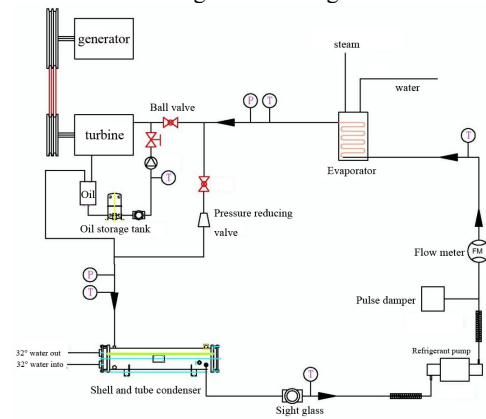 generator
steam
water
Ball valve
P
T
turbine
T
T
Evaporator
Oil
Oil storage tank
Pressure reducing
valve
Flow meter
FM
P
T
Pulse damper
32° water out
32° water into
Shell and tube condenser
T
Sight glass
Refrigerant pump